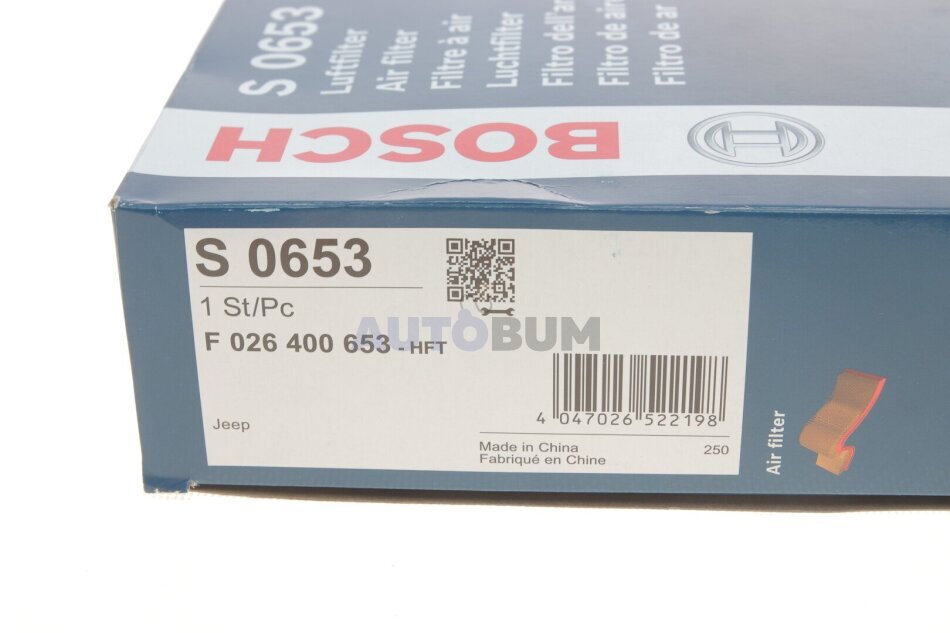 S 0653
Luftfilter
Air filter
Filtre à air
Luchtfilter
Filtro dell'ar
Filtro de aire
Filtro de ar
BOSCH
S 0653
1 St/Pc
F 026 400 653 - HFT
AUTOBUM
Jeep
4 047026 522198
Made in China
Fabriqué en Chine
250
Air filter